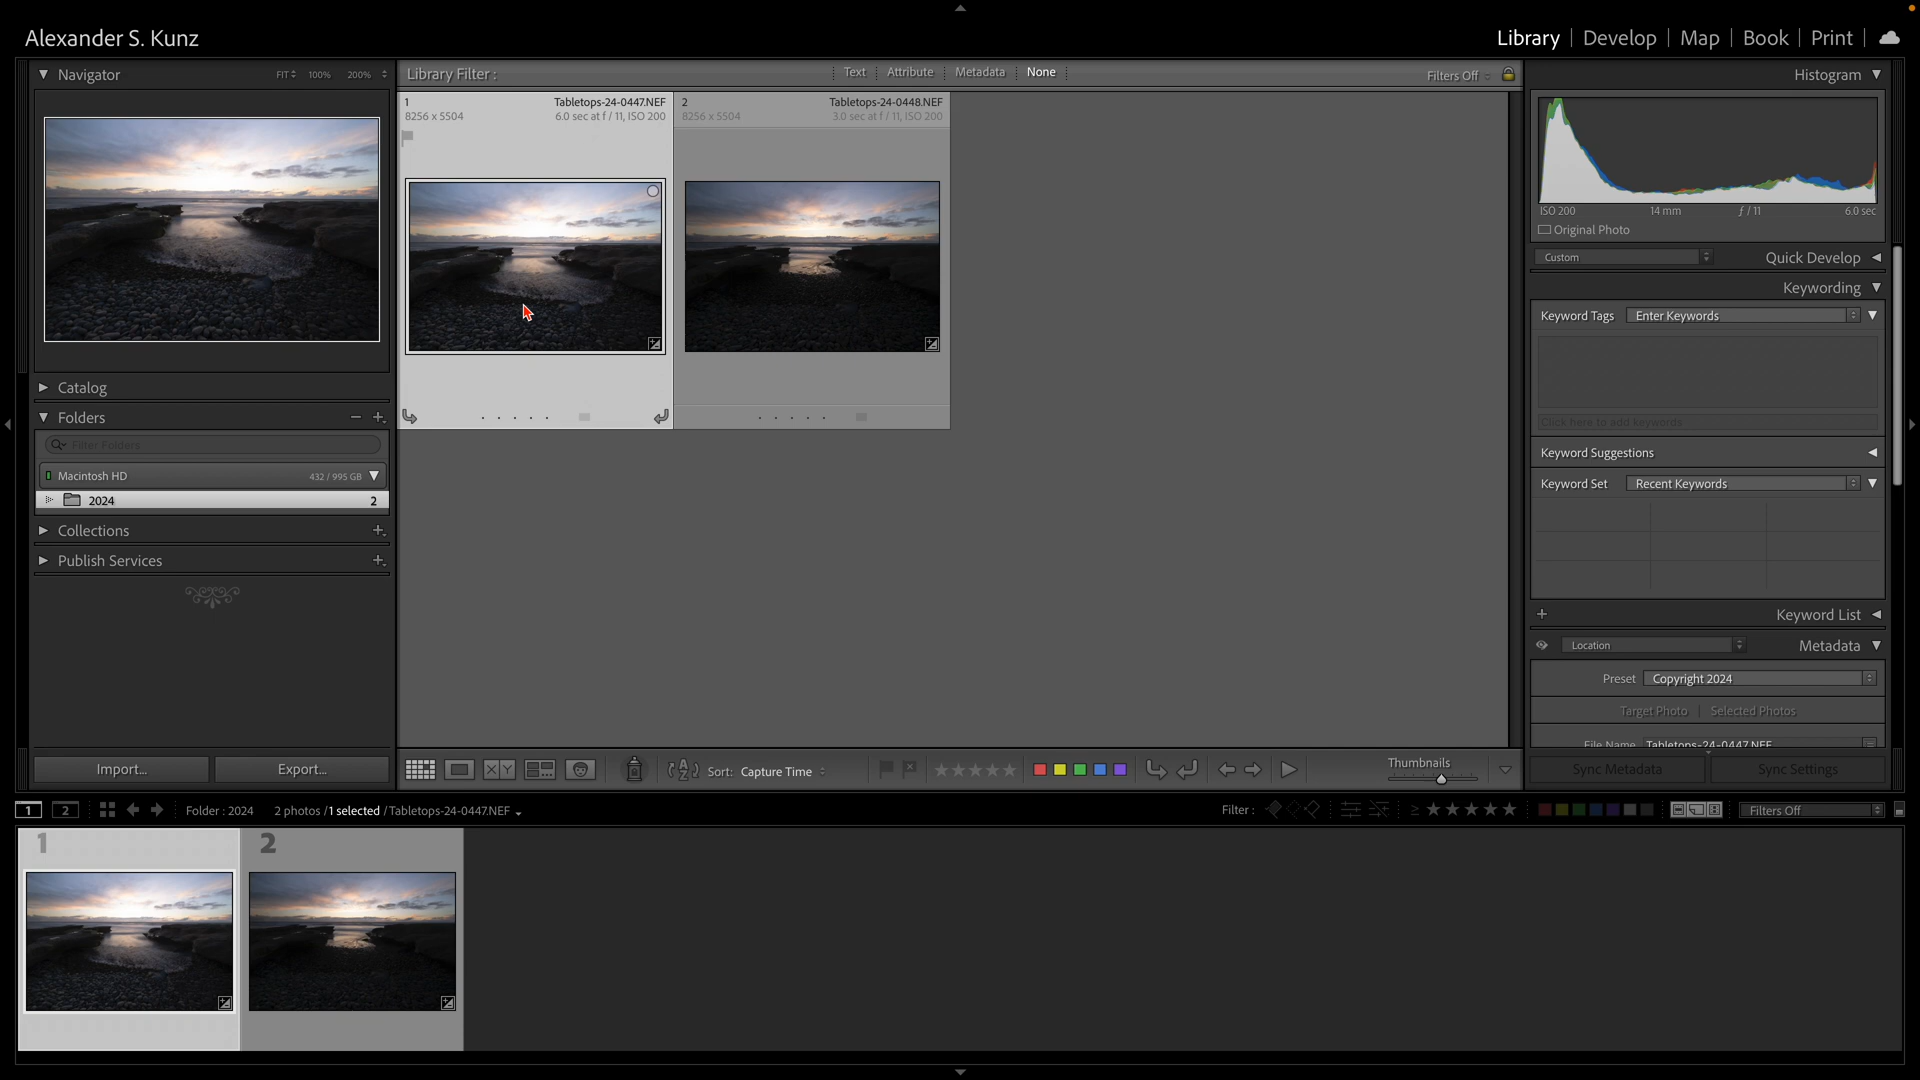 Alexander S. Kunz
Library | Develop | Map | Book | Print
Navigator FIT 100% 200%
Library Filter : Text Attribute Metadata None Filters Off
Histogram
1 Tabletops-24-0447.NEF
8256 x 5504 6.0 sec at f / 11, ISO 200
2 Tabletops-24-0448.NEF
8256 x 5504 3.0 sec at f / 11, ISO 200
ISO 200 14 mm ƒ / 11 6.0 sec
Original Photo
Custom Quick Develop
Keywording
Keyword Tags Enter Keywords
Click here to add keywords
Keyword Suggestions
Keyword Set Recent Keywords
Keyword List
Location Metadata
Preset Copyright 2024
Target Photo | Selected Photos
File Name Tabletops-24-0447.NEF
Sync Metadata Sync Settings
Catalog
Folders
Filter Folders
Macintosh HD 432 / 995 GB
2024 2
Collections
Publish Services
Import... Export...
X Y Sort: Capture Time Thumbnails
1 2 Folder : 2024 2 photos / 1 selected / Tabletops-24-0447.NEF Filter : ≥ Filters Off
1 2